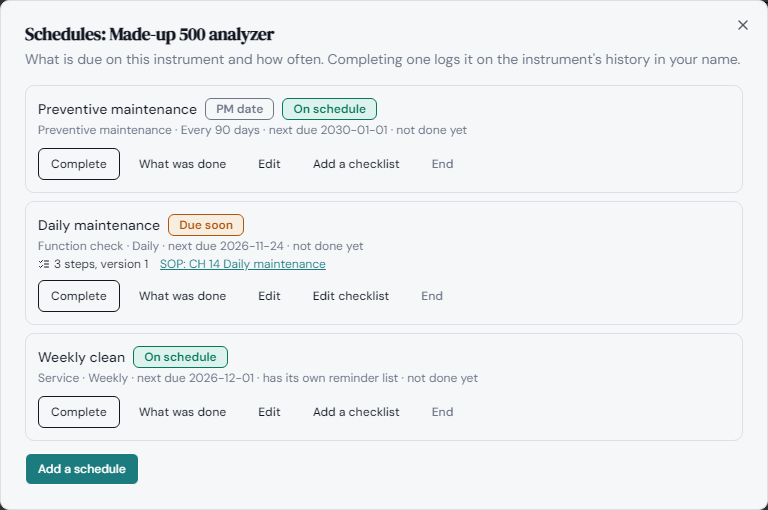 Schedules: Made-up 500 analyzer
What is due on this instrument and how often. Completing one logs it on the instrument's history in your name.
Preventive maintenance PM date On schedule
Preventive maintenance · Every 90 days · next due 2030-01-01 · not done yet
Complete What was done Edit Add a checklist End
Daily maintenance Due soon
Function check · Daily · next due 2026-11-24 · not done yet
3 steps, version 1 SOP: CH 14 Daily maintenance
Complete What was done Edit Edit checklist End
Weekly clean On schedule
Service · Weekly · next due 2026-12-01 · has its own reminder list · not done yet
Complete What was done Edit Add a checklist End
Add a schedule